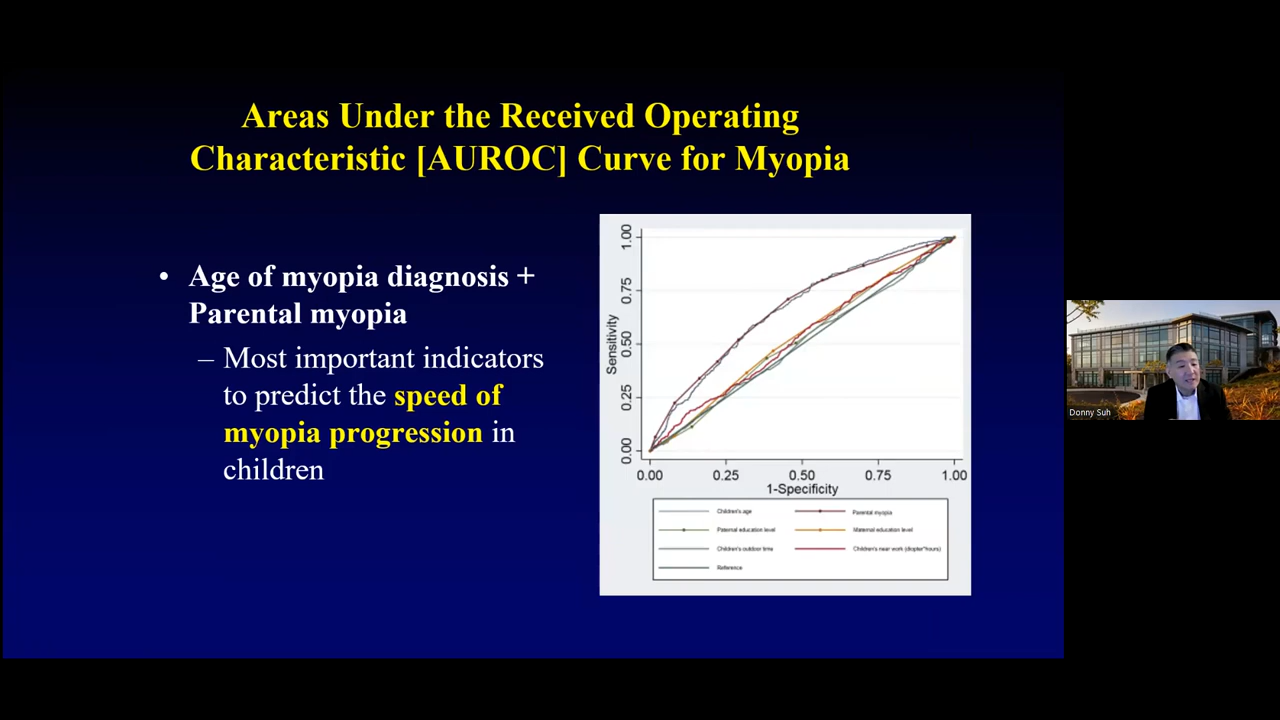 Areas Under the Received Operating
Characteristic [AUROC] Curve for Myopia
• Age of myopia diagnosis +
Parental myopia
– Most important indicators
to predict the speed of
myopia progression in
children
Sensitivity
1.00
0.75
0.50
0.25
0.00
0.00 0.25 0.50 0.75 1.00
1-Specificity
Children's age Parental myopia
Paternal education level Maternal education level
Children's outdoor time Children's near work (diopter*hours)
Reference
Donny Suh